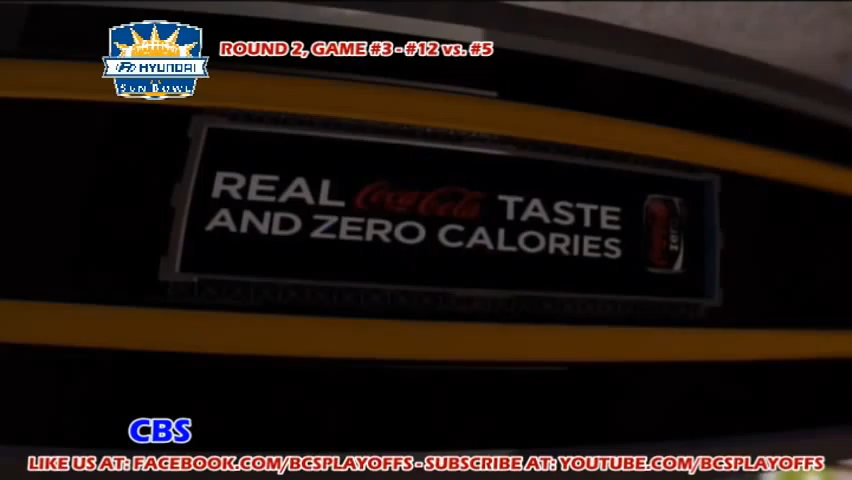 HYUNDAI
SUN BOWL
ROUND 2, GAME #3 - #12 vs. #5
REAL Coca-Cola TASTE
AND ZERO CALORIES
zero
CBS
LIKE US AT: FACEBOOK.COM/BCSPLAYOFFS - SUBSCRIBE AT: YOUTUBE.COM/BCSPLAYOFFS